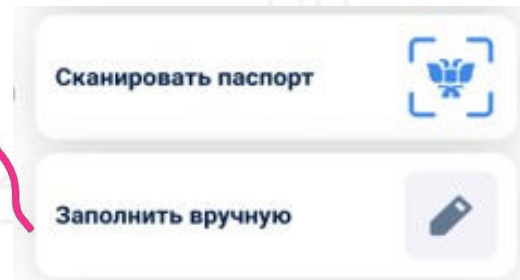 Сканировать паспорт
Заполнить вручную